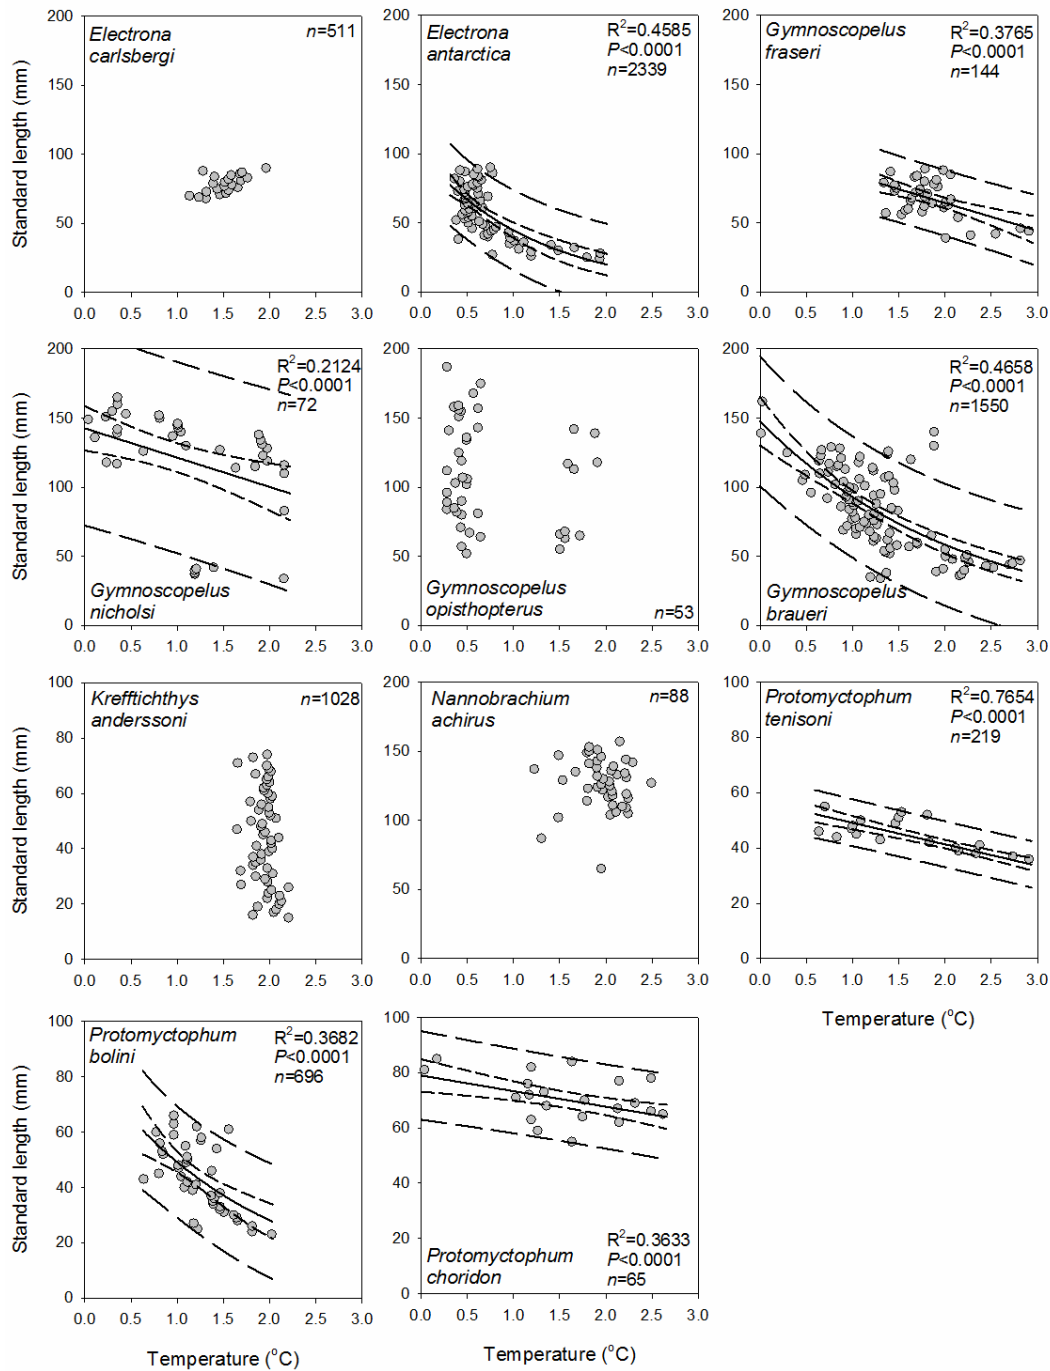 Electrona
carlsbergi
n=511
Standard length (mm)
200
150
100
50
0
0.0 0.5 1.0 1.5 2.0 2.5 3.0
Electrona
antarctica
R²=0.4585
P<0.0001
n=2339
200
150
100
50
0
0.0 0.5 1.0 1.5 2.0 2.5 3.0
Gymnoscopelus
fraseri
R²=0.3765
P<0.0001
n=144
200
150
100
50
0
0.0 0.5 1.0 1.5 2.0 2.5 3.0
Standard length (mm)
200
150
100
50
0
R²=0.2124
P<0.0001
n=72
Gymnoscopelus
nicholsi
0.0 0.5 1.0 1.5 2.0 2.5 3.0
200
150
100
50
0
Gymnoscopelus
opisthopterus
n=53
0.0 0.5 1.0 1.5 2.0 2.5 3.0
200
150
100
50
0
R²=0.4658
P<0.0001
n=1550
Gymnoscopelus
braueri
0.0 0.5 1.0 1.5 2.0 2.5 3.0
Standard length (mm)
100
80
60
40
20
0
Krefftichthys
anderssoni
n=1028
0.0 0.5 1.0 1.5 2.0 2.5 3.0
200
150
100
50
0
Nannobrachium
achirus
n=88
0.0 0.5 1.0 1.5 2.0 2.5 3.0
100
80
60
40
20
0
Protomyctophum
tenisoni
R²=0.7654
P<0.0001
n=219
0.0 0.5 1.0 1.5 2.0 2.5 3.0
Temperature (°C)
Standard length (mm)
100
80
60
40
20
0
Protomyctophum
bolini
R²=0.3682
P<0.0001
n=696
0.0 0.5 1.0 1.5 2.0 2.5 3.0
Temperature (°C)
100
80
60
40
20
0
Protomyctophum
choridon
R²=0.3633
P<0.0001
n=65
0.0 0.5 1.0 1.5 2.0 2.5 3.0
Temperature (°C)